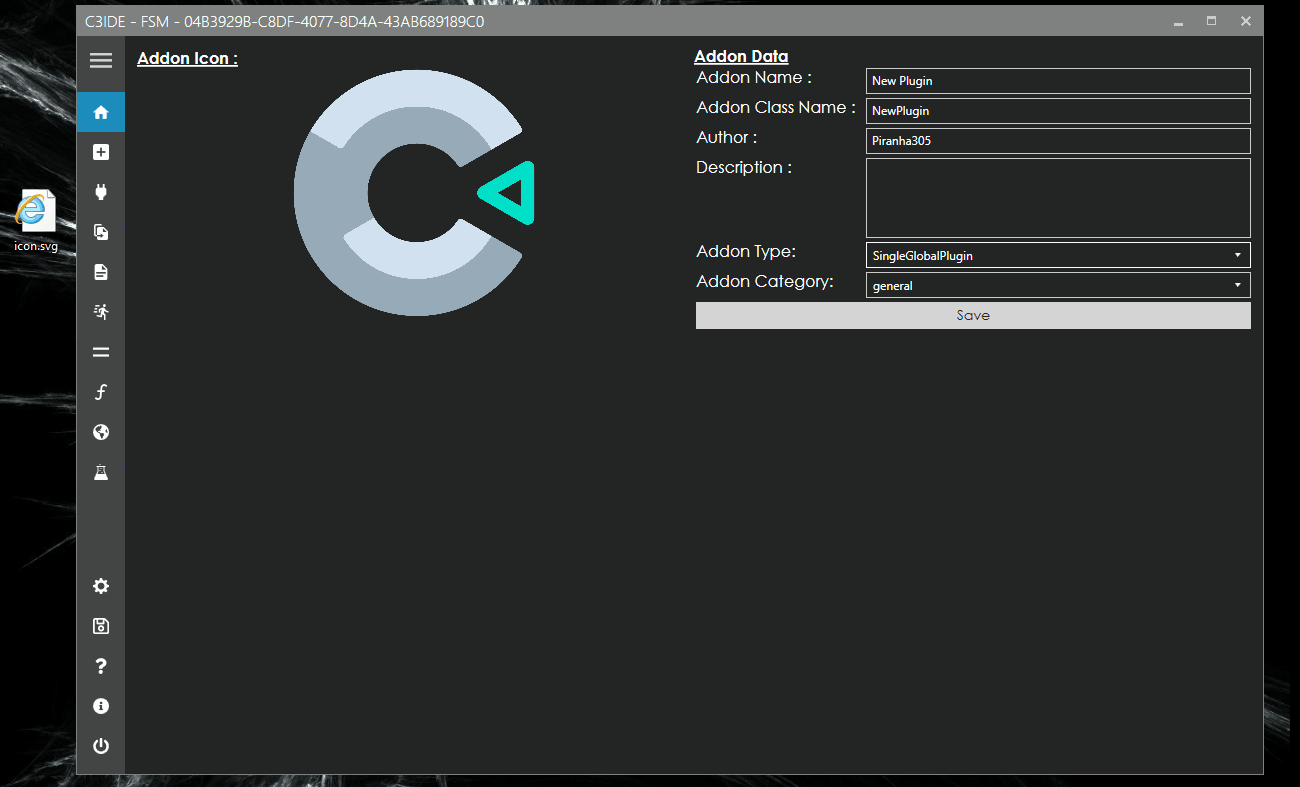 C3IDE - FSM - 04B3929B-C8DF-4077-8D4A-43AB689189C0
Addon Icon :
Addon Data
Addon Name :
New Plugin
Addon Class Name :
NewPlugin
Author :
Piranha305
Description :
Addon Type:
SingleGlobalPlugin
Addon Category:
general
Save
icon.svg